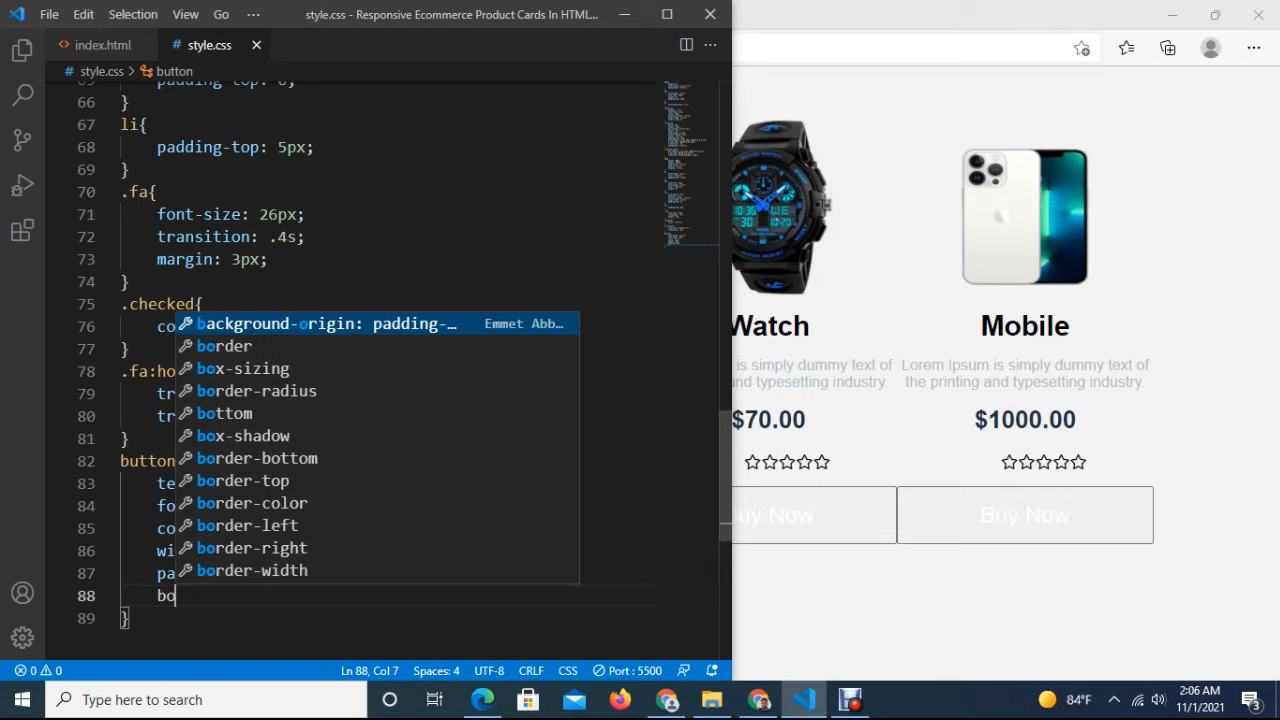 File Edit Selection View Go ··· style.css - Responsive Ecommerce Product Cards In HTML...
index.html style.css
# style.css > button
66 }
67 li{
68 padding-top: 5px;
69 }
70 .fa{
71 font-size: 26px;
72 transition: .4s;
73 margin: 3px;
74 }
75 .checked{
76 co
77 }
78 .fa:ho
79 tr
80 tr
81 }
82 button
83 te
84 fo
85 co
86 wi
87 pa
88 bo
89 }
background-origin: padding-… Emmet Abb…
border
box-sizing
border-radius
bottom
box-shadow
border-bottom
border-top
border-color
border-left
border-right
border-width
0 0 Ln 88, Col 7 Spaces: 4 UTF-8 CRLF CSS Port : 5500
Watch
is simply dummy text of
and typesetting industry.
$70.00
uy Now
Mobile
Lorem Ipsum is simply dummy text of
the printing and typesetting industry.
$1000.00
Buy Now
Type here to search
84°F
2:06 AM
11/1/2021
3